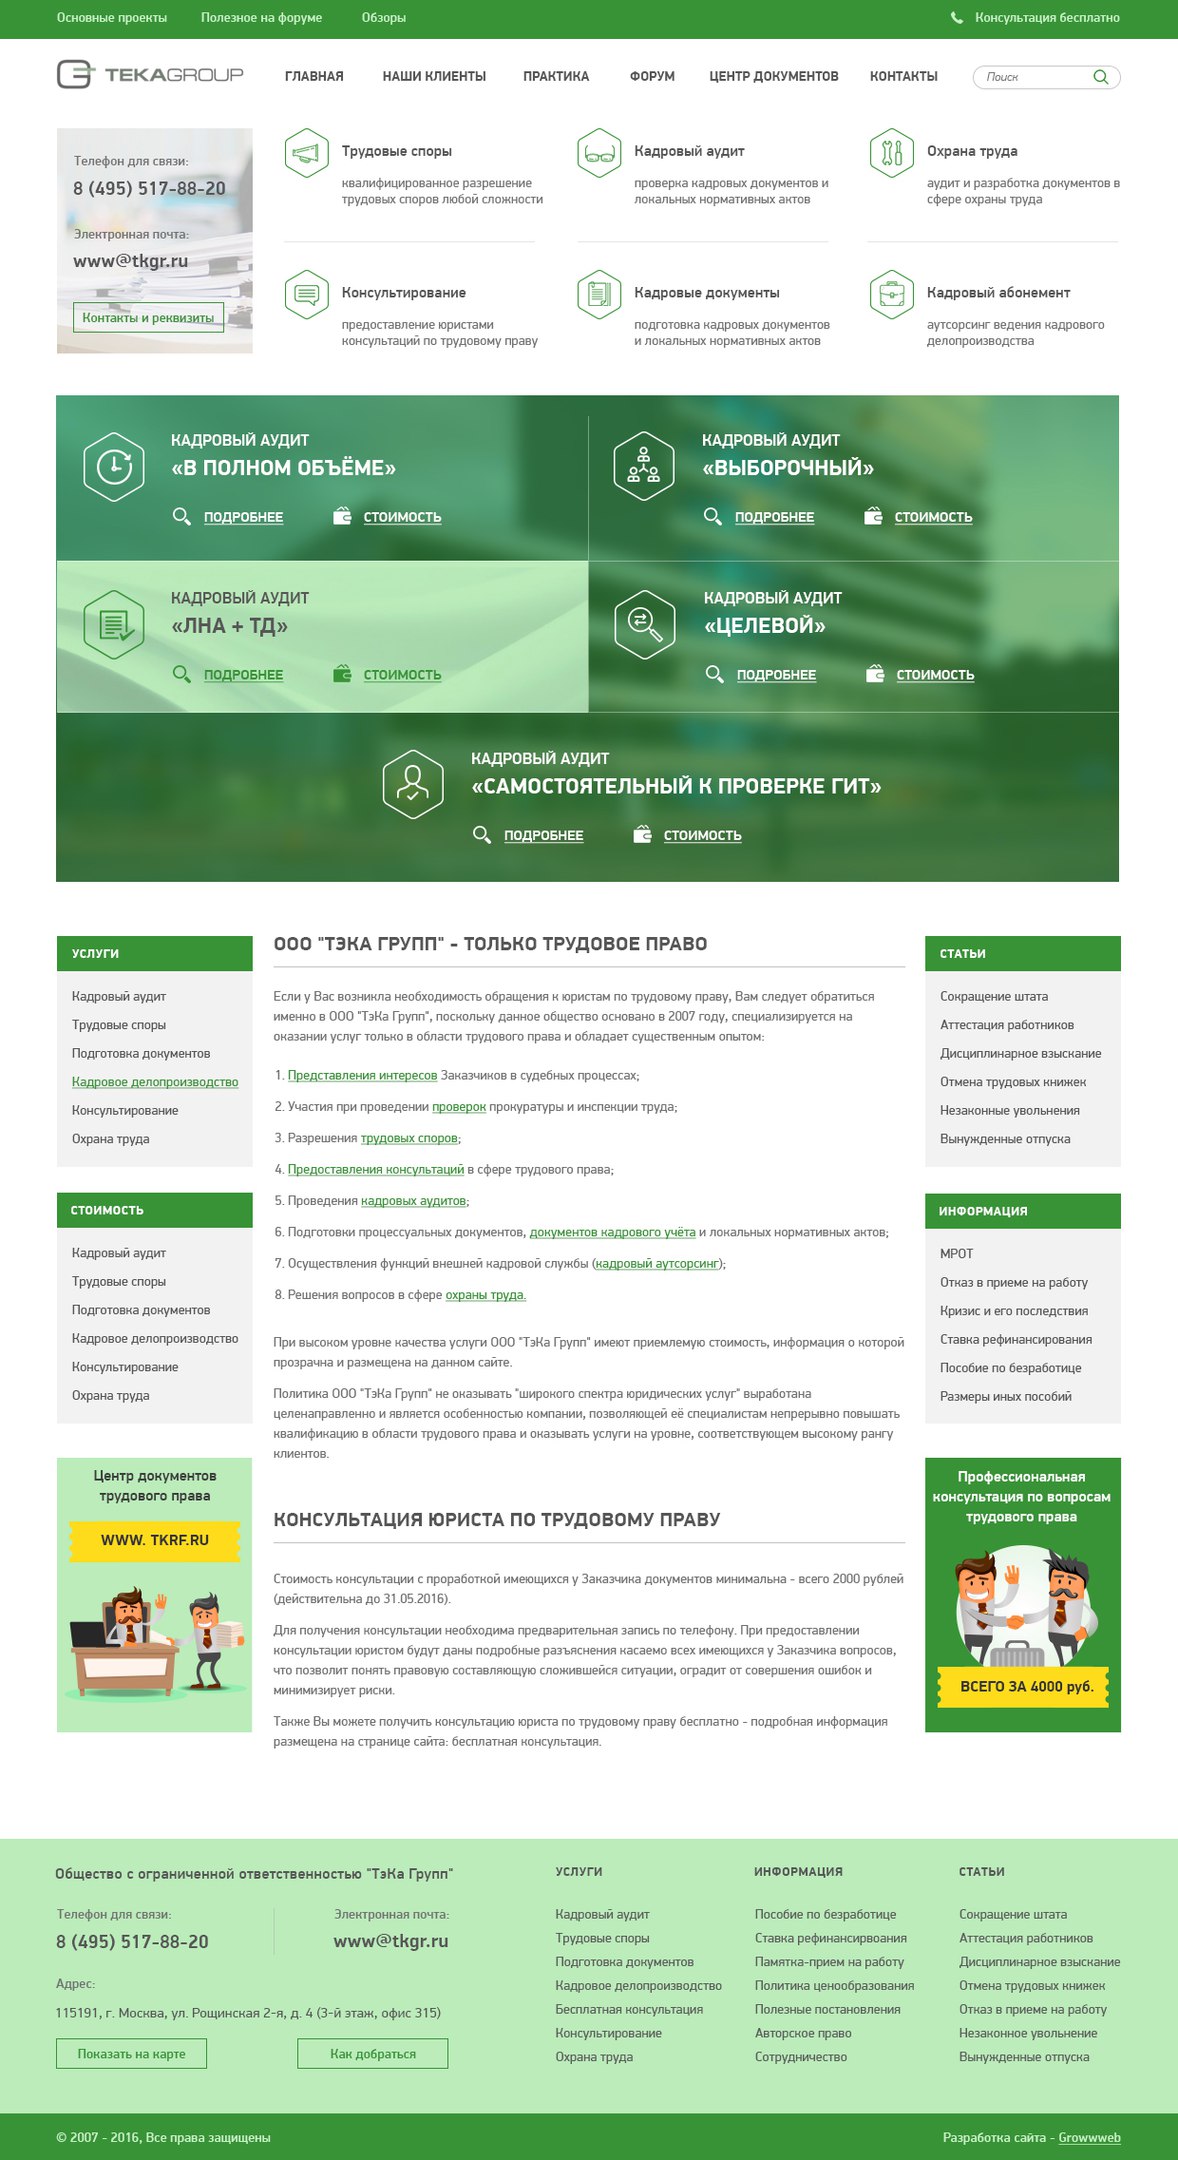 Основные проекты Полезное на форуме Обзоры Консультация бесплатно
TEKAGROUP ГЛАВНАЯ НАШИ КЛИЕНТЫ ПРАКТИКА ФОРУМ ЦЕНТР ДОКУМЕНТОВ КОНТАКТЫ Поиск
Телефон для связи:
8 (495) 517-88-20
Электронная почта:
www@tkgr.ru
Контакты и реквизиты
Трудовые споры
квалифицированное разрешение
трудовых споров любой сложности
Кадровый аудит
проверка кадровых документов и
локальных нормативных актов
Охрана труда
аудит и разработка документов в
сфере охраны труда
Консультирование
предоставление юристами
консультаций по трудовому праву
Кадровые документы
подготовка кадровых документов
и локальных нормативных актов
Кадровый абонемент
аутсорсинг ведения кадрового
делопроизводства
КАДРОВЫЙ АУДИТ
«В ПОЛНОМ ОБЪЁМЕ»
ПОДРОБНЕЕ СТОИМОСТЬ
КАДРОВЫЙ АУДИТ
«ВЫБОРОЧНЫЙ»
ПОДРОБНЕЕ СТОИМОСТЬ
КАДРОВЫЙ АУДИТ
«ЛНА + ТД»
ПОДРОБНЕЕ СТОИМОСТЬ
КАДРОВЫЙ АУДИТ
«ЦЕЛЕВОЙ»
ПОДРОБНЕЕ СТОИМОСТЬ
КАДРОВЫЙ АУДИТ
«САМОСТОЯТЕЛЬНЫЙ К ПРОВЕРКЕ ГИТ»
ПОДРОБНЕЕ СТОИМОСТЬ
УСЛУГИ
Кадровый аудит
Трудовые споры
Подготовка документов
Кадровое делопроизводство
Консультирование
Охрана труда
СТОИМОСТЬ
Кадровый аудит
Трудовые споры
Подготовка документов
Кадровое делопроизводство
Консультирование
Охрана труда
Центр документов
трудового права
WWW. TKRF.RU
ООО "ТЭКА ГРУПП" - ТОЛЬКО ТРУДОВОЕ ПРАВО
Если у Вас возникла необходимость обращения к юристам по трудовому праву, Вам следует обратиться
именно в ООО "ТэКа Групп", поскольку данное общество основано в 2007 году, специализируется на
оказании услуг только в области трудового права и обладает существенным опытом:
1. Представления интересов Заказчиков в судебных процессах;
2. Участия при проведении проверок прокуратуры и инспекции труда;
3. Разрешения трудовых споров;
4. Предоставления консультаций в сфере трудового права;
5. Проведения кадровых аудитов;
6. Подготовки процессуальных документов, документов кадрового учёта и локальных нормативных актов;
7. Осуществления функций внешней кадровой службы (кадровый аутсорсинг);
8. Решения вопросов в сфере охраны труда.
При высоком уровне качества услуги ООО "ТэКа Групп" имеют приемлемую стоимость, информация о которой
прозрачна и размещена на данном сайте.
Политика ООО "ТэКа Групп" не оказывать "широкого спектра юридических услуг" выработана
целенаправленно и является особенностью компании, позволяющей её специалистам непрерывно повышать
квалификацию в области трудового права и оказывать услуги на уровне, соответствующем высокому рангу
клиентов.
КОНСУЛЬТАЦИЯ ЮРИСТА ПО ТРУДОВОМУ ПРАВУ
Стоимость консультации с проработкой имеющихся у Заказчика документов минимальна - всего 2000 рублей
(действительна до 31.05.2016).
Для получения консультации необходима предварительная запись по телефону. При предоставлении
консультации юристом будут даны подробные разъяснения касаемо всех имеющихся у Заказчика вопросов,
что позволит понять правовую составляющую сложившейся ситуации, оградит от совершения ошибок и
минимизирует риски.
Также Вы можете получить консультацию юриста по трудовому праву бесплатно - подробная информация
размещена на странице сайта: бесплатная консультация.
СТАТЬИ
Сокращение штата
Аттестация работников
Дисциплинарное взыскание
Отмена трудовых книжек
Незаконные увольнения
Вынужденные отпуска
ИНФОРМАЦИЯ
МРОТ
Отказ в приеме на работу
Кризис и его последствия
Ставка рефинансирования
Пособие по безработице
Размеры иных пособий
Профессиональная
консультация по вопросам
трудового права
ВСЕГО ЗА 4000 руб.
Общество с ограниченной ответственностью "ТэКа Групп"
Телефон для связи:
8 (495) 517-88-20
Электронная почта:
www@tkgr.ru
Адрес:
115191, г. Москва, ул. Рощинская 2-я, д. 4 (3-й этаж, офис 315)
Показать на карте Как добраться
УСЛУГИ
Кадровый аудит
Трудовые споры
Подготовка документов
Кадровое делопроизводство
Бесплатная консультация
Консультирование
Охрана труда
ИНФОРМАЦИЯ
Пособие по безработице
Ставка рефинансирвоания
Памятка-прием на работу
Политика ценообразования
Полезные постановления
Авторское право
Сотрудничество
СТАТЬИ
Сокращение штата
Аттестация работников
Дисциплинарное взыскание
Отмена трудовых книжек
Отказ в приеме на работу
Незаконное увольнение
Вынужденные отпуска
© 2007 - 2016, Все права защищены Разработка сайта - Growwweb